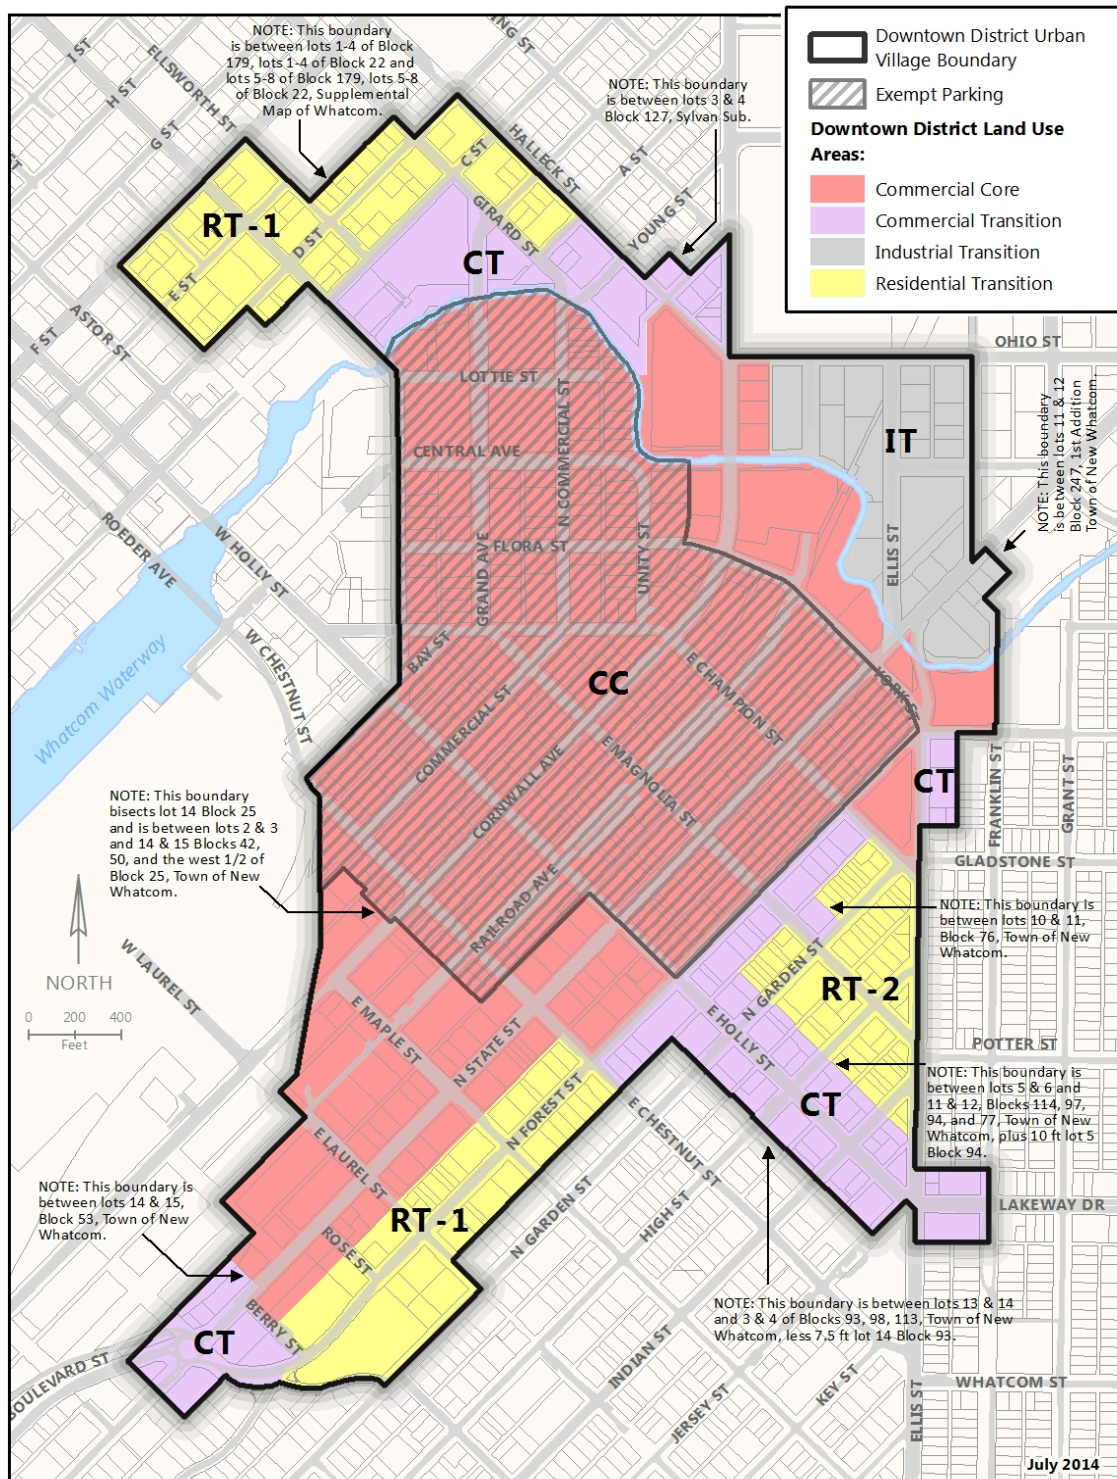 Downtown District Urban
Village Boundary
Exempt Parking
Downtown District Land Use
Areas:
Commercial Core
Commercial Transition
Industrial Transition
Residential Transition
NOTE: This boundary
is between lots 1-4 of Block
179, lots 1-4 of Block 22 and
lots 5-8 of Block 179, lots 5-8
of Block 22, Supplemental
Map of Whatcom.
NOTE: This boundary
is between lots 3 & 4
Block 127, Sylvan Sub.
I ST
H ST
G ST
ELLSWORTH ST
HALLECK ST
C ST
A ST
GIRARD ST
YOUNG ST
RT-1
D ST
E ST
CT
ASTOR ST
F ST
OHIO ST
LOTTIE ST
N COMMERCIAL ST
CENTRAL AVE
IT
NOTE: This boundary
is between lots 11 & 12
Block 247, 1st Addition
Town of New Whatcom.
ROEDER AVE
W HOLLY ST
GRAND AVE
FLORA ST
UNITY ST
ELLIS ST
Whatcom Waterway
W CHESTNUT ST
BAY ST
CC
E CHAMPION ST
YORK ST
COMMERCIAL ST
CORNWALL AVE
E MAGNOLIA ST
CT
FRANKLIN ST
GRANT ST
NOTE: This boundary
bisects lot 14 Block 25
and is between lots 2 & 3
and 14 & 15 Blocks 42,
50, and the west 1/2 of
Block 25, Town of New
Whatcom.
GLADSTONE ST
RAILROAD AVE
NOTE: This boundary is
between lots 10 & 11,
Block 76, Town of New
Whatcom.
W LAUREL ST
NORTH
0 200 400
Feet
N GARDEN ST
RT-2
E MAPLE ST
N STATE ST
E HOLLY ST
POTTER ST
NOTE: This boundary is
between lots 5 & 6 and
11 & 12, Blocks 114, 97,
94, and 77, Town of New
Whatcom, plus 10 ft lot 5
Block 94.
CT
N FOREST ST
E CHESTNUT ST
E LAUREL ST
NOTE: This boundary is
between lots 14 & 15,
Block 53, Town of New
Whatcom.
RT-1
N GARDEN ST
HIGH ST
LAKEWAY DR
ROSE ST
BERRY ST
CT
NOTE: This boundary is between lots 13 & 14
and 3 & 4 of Blocks 93, 98, 113, Town of New
Whatcom, less 7.5 ft lot 14 Block 93.
BOULEVARD ST
INDIAN ST
JERSEY ST
KEY ST
ELLIS ST
WHATCOM ST
July 2014